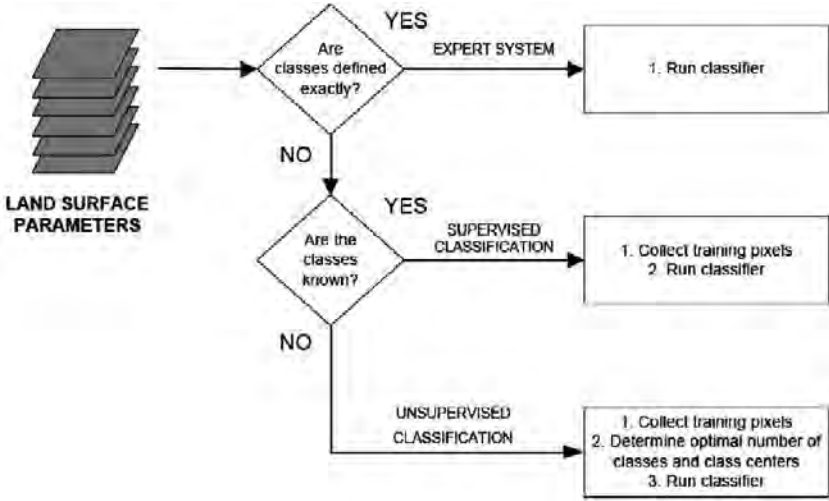 YES
Are
classes defined
exactly?
EXPERT SYSTEM
1. Run classifier
NO
LAND SURFACE
PARAMETERS
YES
Are the
classes
known?
SUPERVISED
CLASSIFICATION
1. Collect training pixels
2. Run classifier
NO
UNSUPERVISED
CLASSIFICATION
1. Collect training pixels
2. Determine optimal number of
classes and class centers
3. Run classifier